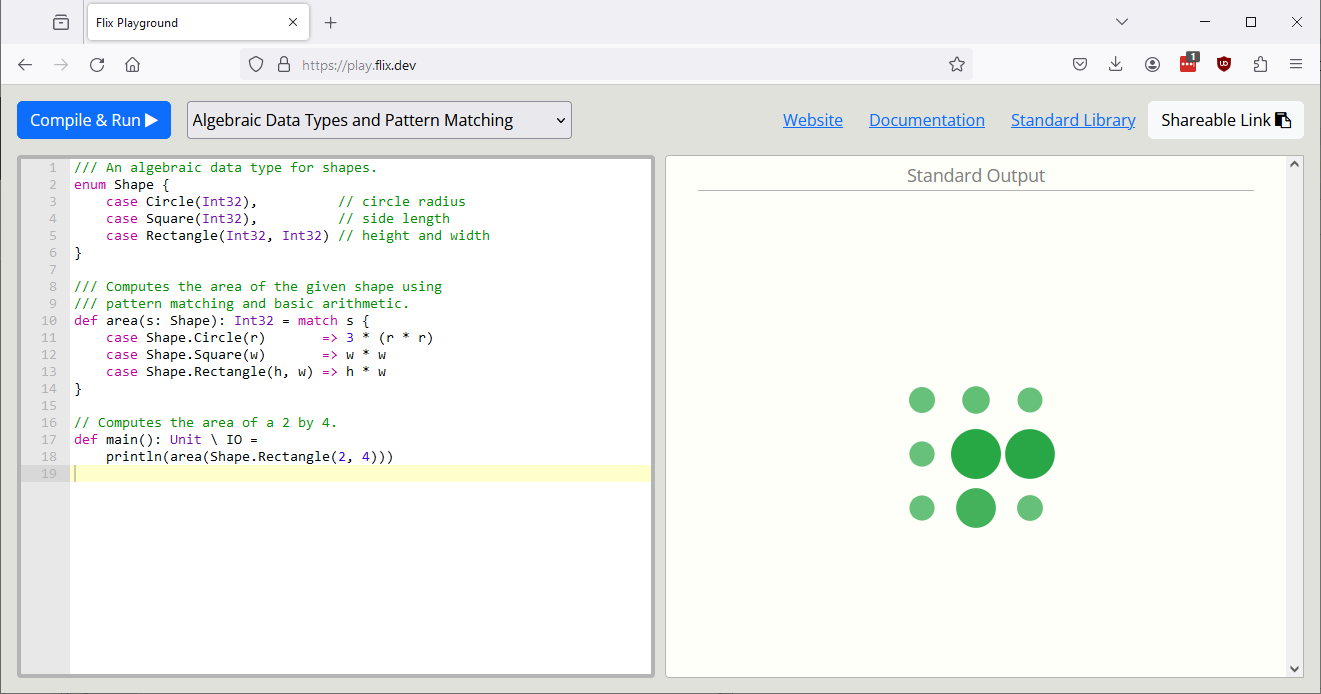 Flix Playground
https://play.flix.dev
1
Compile & Run
Algebraic Data Types and Pattern Matching
Website
Documentation
Standard Library
Shareable Link
1 /// An algebraic data type for shapes.
2 enum Shape {
3     case Circle(Int32),          // circle radius
4     case Square(Int32),          // side length
5     case Rectangle(Int32, Int32) // height and width
6 }
7
8 /// Computes the area of the given shape using
9 /// pattern matching and basic arithmetic.
10 def area(s: Shape): Int32 = match s {
11     case Shape.Circle(r)       => 3 * (r * r)
12     case Shape.Square(w)       => w * w
13     case Shape.Rectangle(h, w) => h * w
14 }
15
16 // Computes the area of a 2 by 4.
17 def main(): Unit \ IO =
18     println(area(Shape.Rectangle(2, 4)))
19
Standard Output